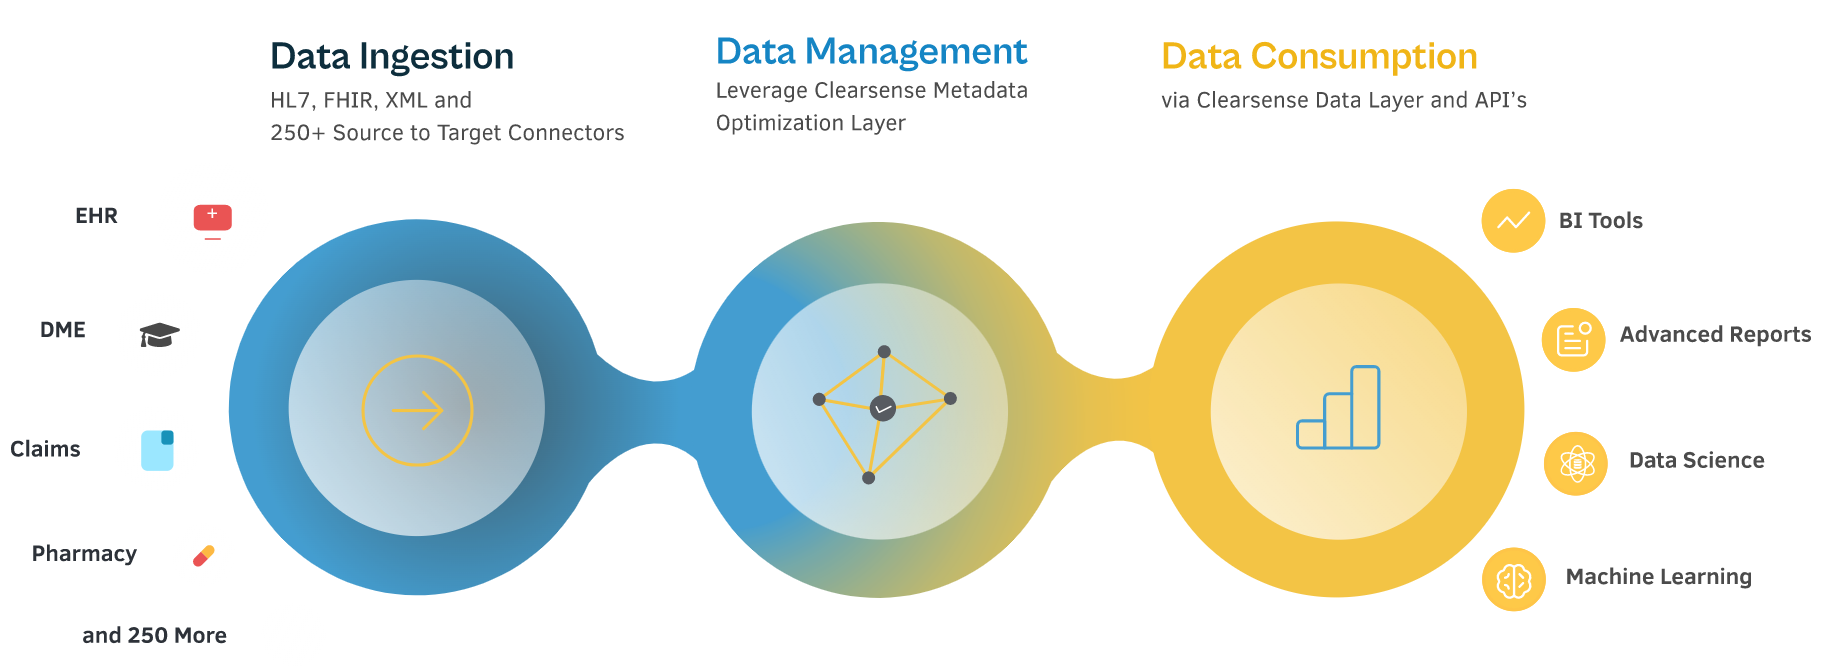 Data Ingestion
HL7, FHIR, XML and
250+ Source to Target Connectors
Data Management
Leverage Clearsense Metadata
Optimization Layer
Data Consumption
via Clearsense Data Layer and API’s
EHR
DME
Claims
Pharmacy
and 250 More
BI Tools
Advanced Reports
Data Science
Machine Learning